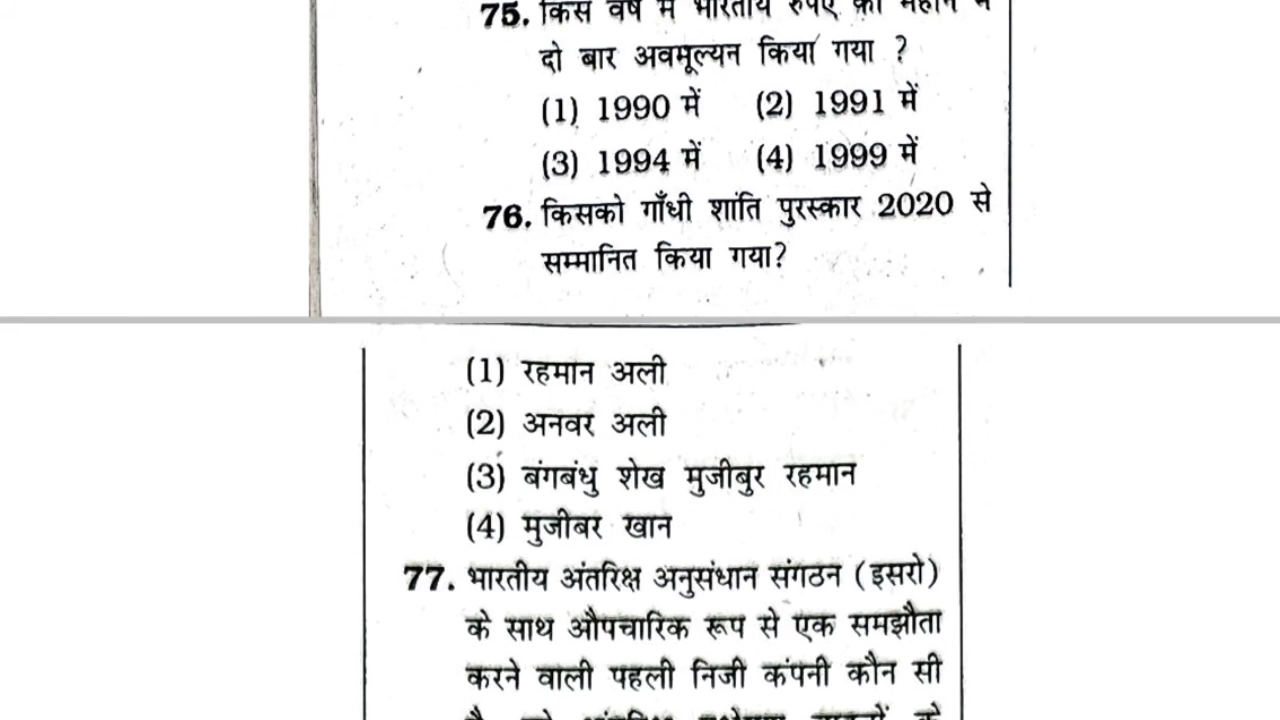 75. किस वर्ष में भारतीय रुपए का महीने में
दो बार अवमूल्यन किया गया ?
(1) 1990 में (2) 1991 में
(3) 1994 में (4) 1999 में
76. किसको गाँधी शांति पुरस्कार 2020 से
सम्मानित किया गया?
(1) रहमान अली
(2) अनवर अली
(3) बंगबंधु शेख मुजीबुर रहमान
(4) मुजीबर खान
77. भारतीय अंतरिक्ष अनुसंधान संगठन (इसरो)
के साथ औपचारिक रूप से एक समझौता
करने वाली पहली निजी कंपनी कौन सी